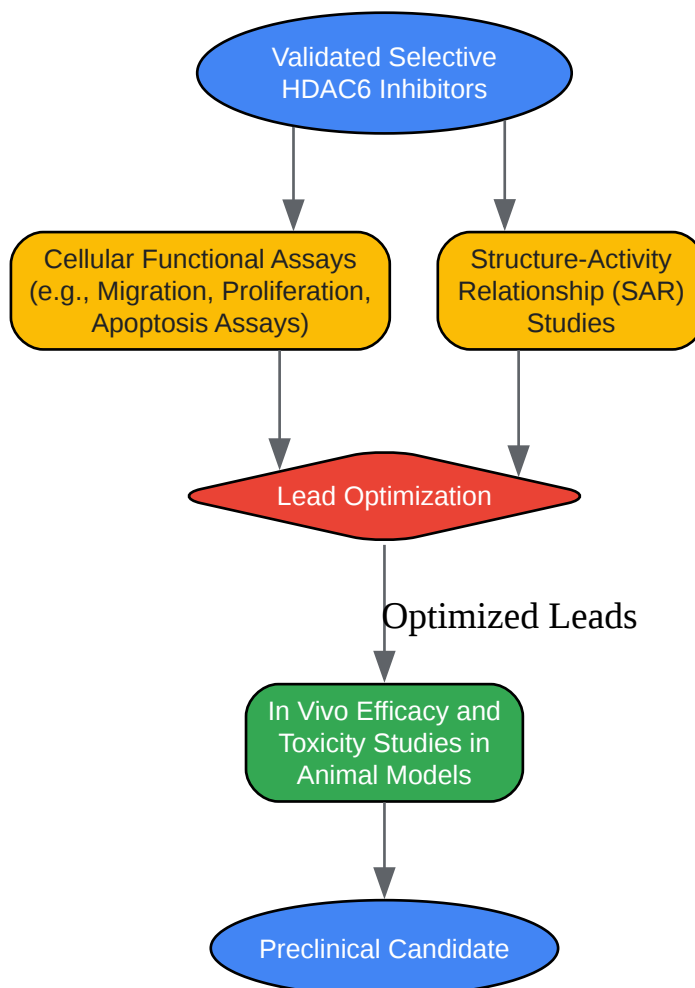 Validated Selective
HDAC6 Inhibitors
Cellular Functional Assays
(e.g., Migration, Proliferation,
Apoptosis Assays)
Structure-Activity
Relationship (SAR)
Studies
Lead Optimization
Optimized Leads
In Vivo Efficacy and
Toxicity Studies in
Animal Models
Preclinical Candidate